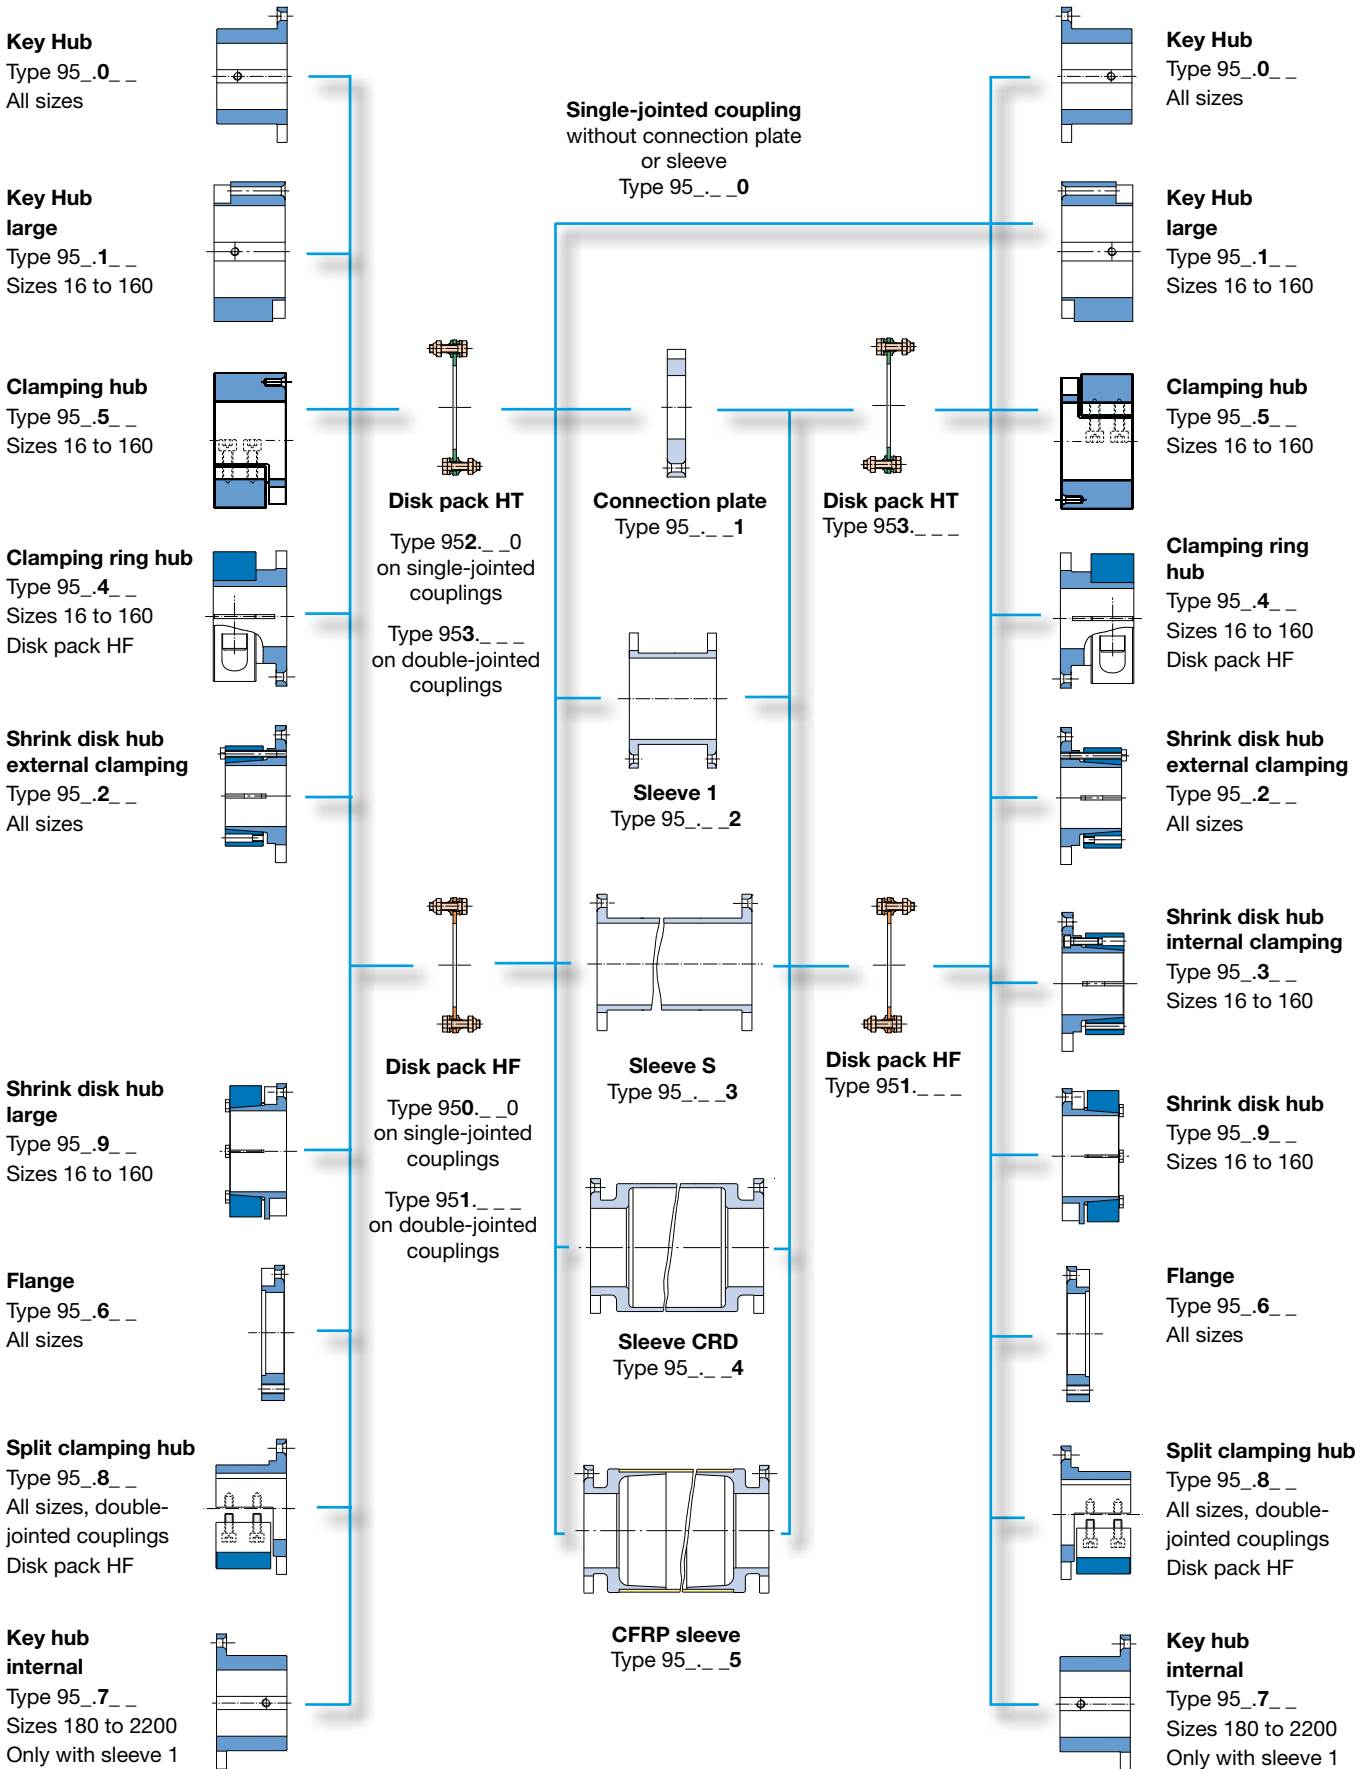 Key Hub
Type 95_.0_ _
All sizes
Key Hub
large
Type 95_.1_ _
Sizes 16 to 160
Clamping hub
Type 95_.5_ _
Sizes 16 to 160
Clamping ring hub
Type 95_.4_ _
Sizes 16 to 160
Disk pack HF
Shrink disk hub
external clamping
Type 95_.2_ _
All sizes
Shrink disk hub
large
Type 95_.9_ _
Sizes 16 to 160
Flange
Type 95_.6_ _
All sizes
Split clamping hub
Type 95_.8_ _
All sizes, double-
jointed couplings
Disk pack HF
Key hub
internal
Type 95_.7_ _
Sizes 180 to 2200
Only with sleeve 1
Disk pack HT
Type 952._ _0
on single-jointed
couplings
Type 953._ _ _
on double-jointed
couplings
Disk pack HF
Type 950._ _0
on single-jointed
couplings
Type 951._ _ _
on double-jointed
couplings
Single-jointed coupling
without connection plate
or sleeve
Type 95_._ _0
Connection plate
Type 95_._ _1
Sleeve 1
Type 95_._ _2
Sleeve S
Type 95_._ _3
Sleeve CRD
Type 95_._ _4
CFRP sleeve
Type 95_._ _5
Disk pack HT
Type 953._ _ _
Disk pack HF
Type 951._ _ _
Key Hub
Type 95_.0_ _
All sizes
Key Hub
large
Type 95_.1_ _
Sizes 16 to 160
Clamping hub
Type 95_.5_ _
Sizes 16 to 160
Clamping ring
hub
Type 95_.4_ _
Sizes 16 to 160
Disk pack HF
Shrink disk hub
external clamping
Type 95_.2_ _
All sizes
Shrink disk hub
internal clamping
Type 95_.3_ _
Sizes 16 to 160
Shrink disk hub
Type 95_.9_ _
Sizes 16 to 160
Flange
Type 95_.6_ _
All sizes
Split clamping hub
Type 95_.8_ _
All sizes, double-
jointed couplings
Disk pack HF
Key hub
internal
Type 95_.7_ _
Sizes 180 to 2200
Only with sleeve 1